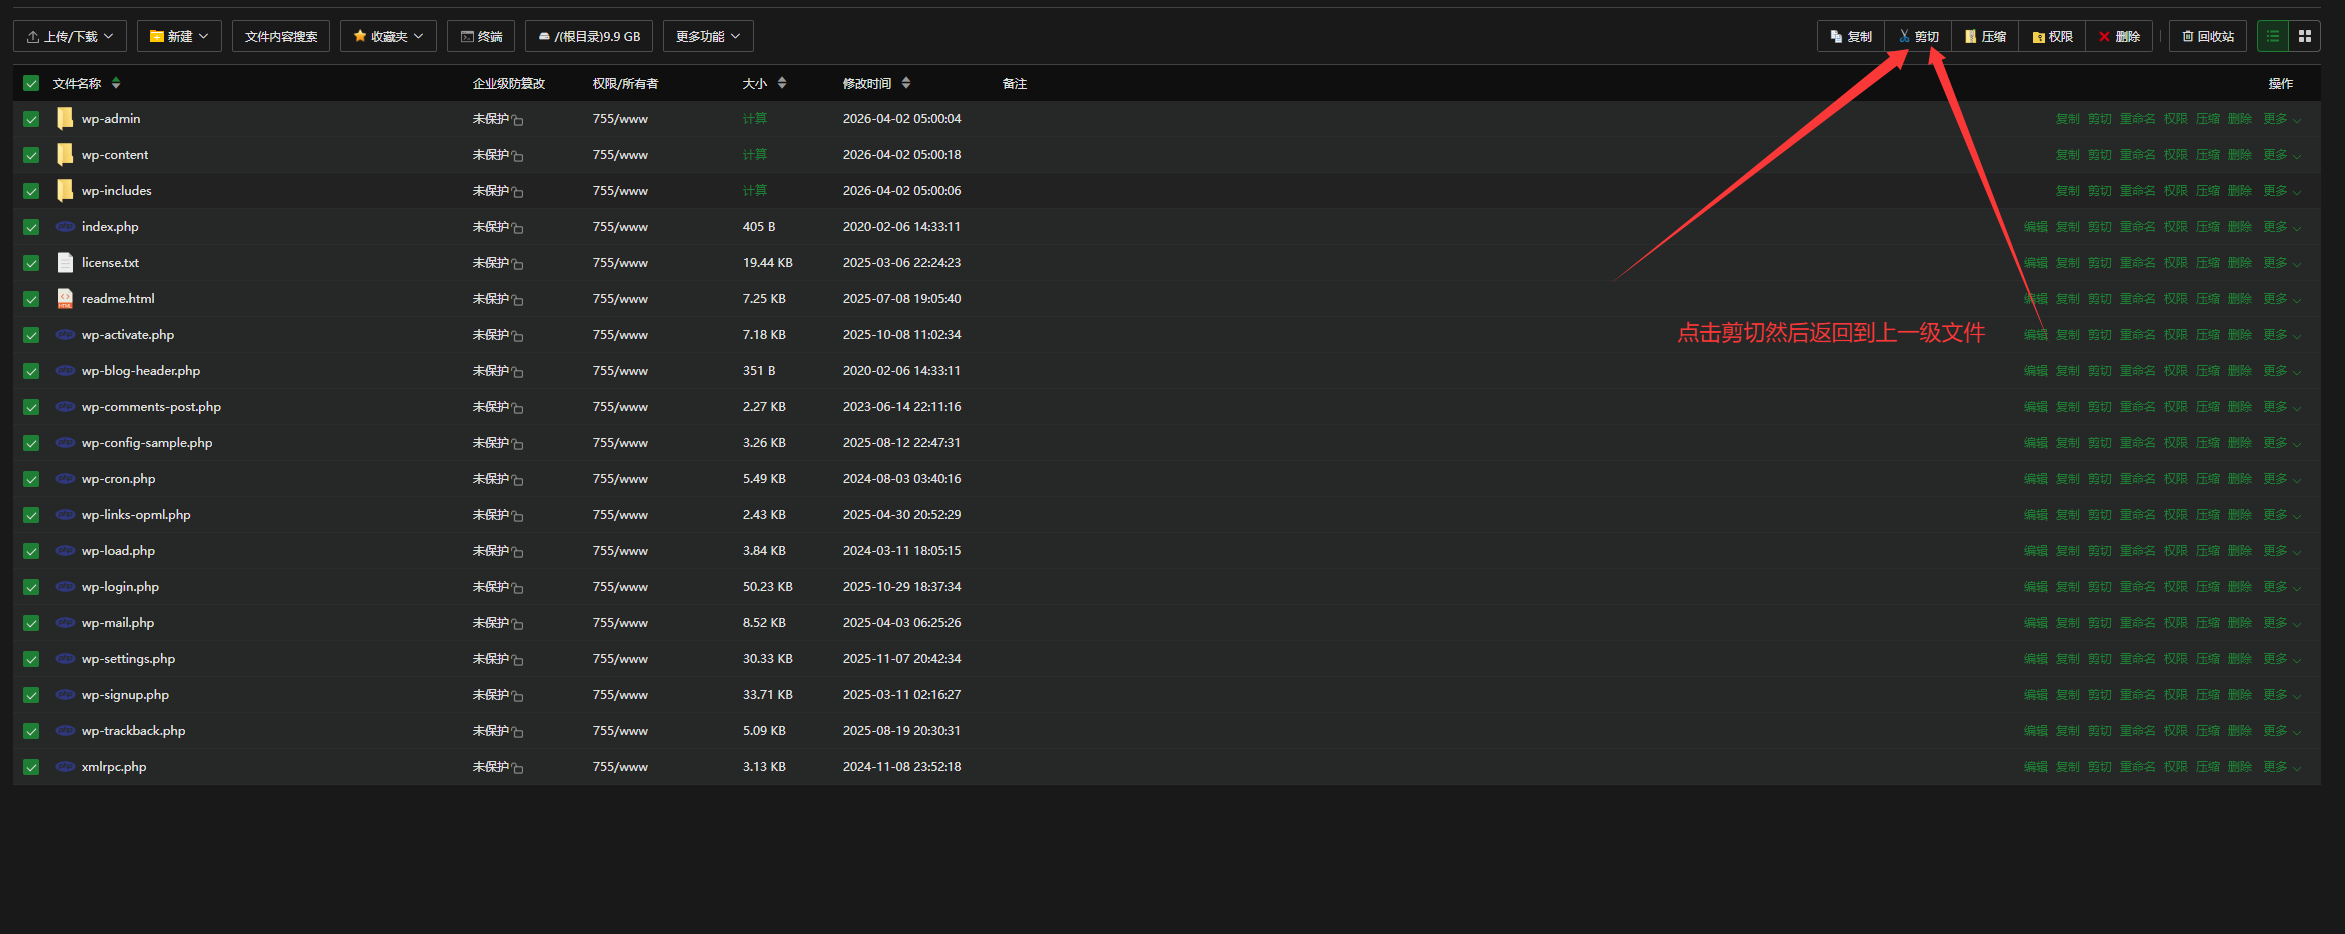 上传/下载 新建 文件内容搜索 收藏夹 终端 /(根目录)9.9 GB 更多功能 复制 剪切 压缩 权限 删除 回收站
文件名称 企业级防篡改 权限/所有者 大小 修改时间 备注 操作
wp-admin 未保护 755/www 计算 2026-04-02 05:00:04 复制 剪切 重命名 权限 压缩 删除 更多
wp-content 未保护 755/www 计算 2026-04-02 05:00:18 复制 剪切 重命名 权限 压缩 删除 更多
wp-includes 未保护 755/www 计算 2026-04-02 05:00:06 复制 剪切 重命名 权限 压缩 删除 更多
index.php 未保护 755/www 405 B 2020-02-06 14:33:11 编辑 复制 剪切 重命名 权限 压缩 删除 更多
license.txt 未保护 755/www 19.44 KB 2025-03-06 22:24:23 编辑 复制 剪切 重命名 权限 压缩 删除 更多
readme.html 未保护 755/www 7.25 KB 2025-07-08 19:05:40 编辑 复制 剪切 重命名 权限 压缩 删除 更多
点击剪切然后返回到上一级文件
wp-activate.php 未保护 755/www 7.18 KB 2025-10-08 11:02:34 编辑 复制 剪切 重命名 权限 压缩 删除 更多
wp-blog-header.php 未保护 755/www 351 B 2020-02-06 14:33:11 编辑 复制 剪切 重命名 权限 压缩 删除 更多
wp-comments-post.php 未保护 755/www 2.27 KB 2023-06-14 22:11:16 编辑 复制 剪切 重命名 权限 压缩 删除 更多
wp-config-sample.php 未保护 755/www 3.26 KB 2025-08-12 22:47:31 编辑 复制 剪切 重命名 权限 压缩 删除 更多
wp-cron.php 未保护 755/www 5.49 KB 2024-08-03 03:40:16 编辑 复制 剪切 重命名 权限 压缩 删除 更多
wp-links-opml.php 未保护 755/www 2.43 KB 2025-04-30 20:52:29 编辑 复制 剪切 重命名 权限 压缩 删除 更多
wp-load.php 未保护 755/www 3.84 KB 2024-03-11 18:05:15 编辑 复制 剪切 重命名 权限 压缩 删除 更多
wp-login.php 未保护 755/www 50.23 KB 2025-10-29 18:37:34 编辑 复制 剪切 重命名 权限 压缩 删除 更多
wp-mail.php 未保护 755/www 8.52 KB 2025-04-03 06:25:26 编辑 复制 剪切 重命名 权限 压缩 删除 更多
wp-settings.php 未保护 755/www 30.33 KB 2025-11-07 20:42:34 编辑 复制 剪切 重命名 权限 压缩 删除 更多
wp-signup.php 未保护 755/www 33.71 KB 2025-03-11 02:16:27 编辑 复制 剪切 重命名 权限 压缩 删除 更多
wp-trackback.php 未保护 755/www 5.09 KB 2025-08-19 20:30:31 编辑 复制 剪切 重命名 权限 压缩 删除 更多
xmlrpc.php 未保护 755/www 3.13 KB 2024-11-08 23:52:18 编辑 复制 剪切 重命名 权限 压缩 删除 更多